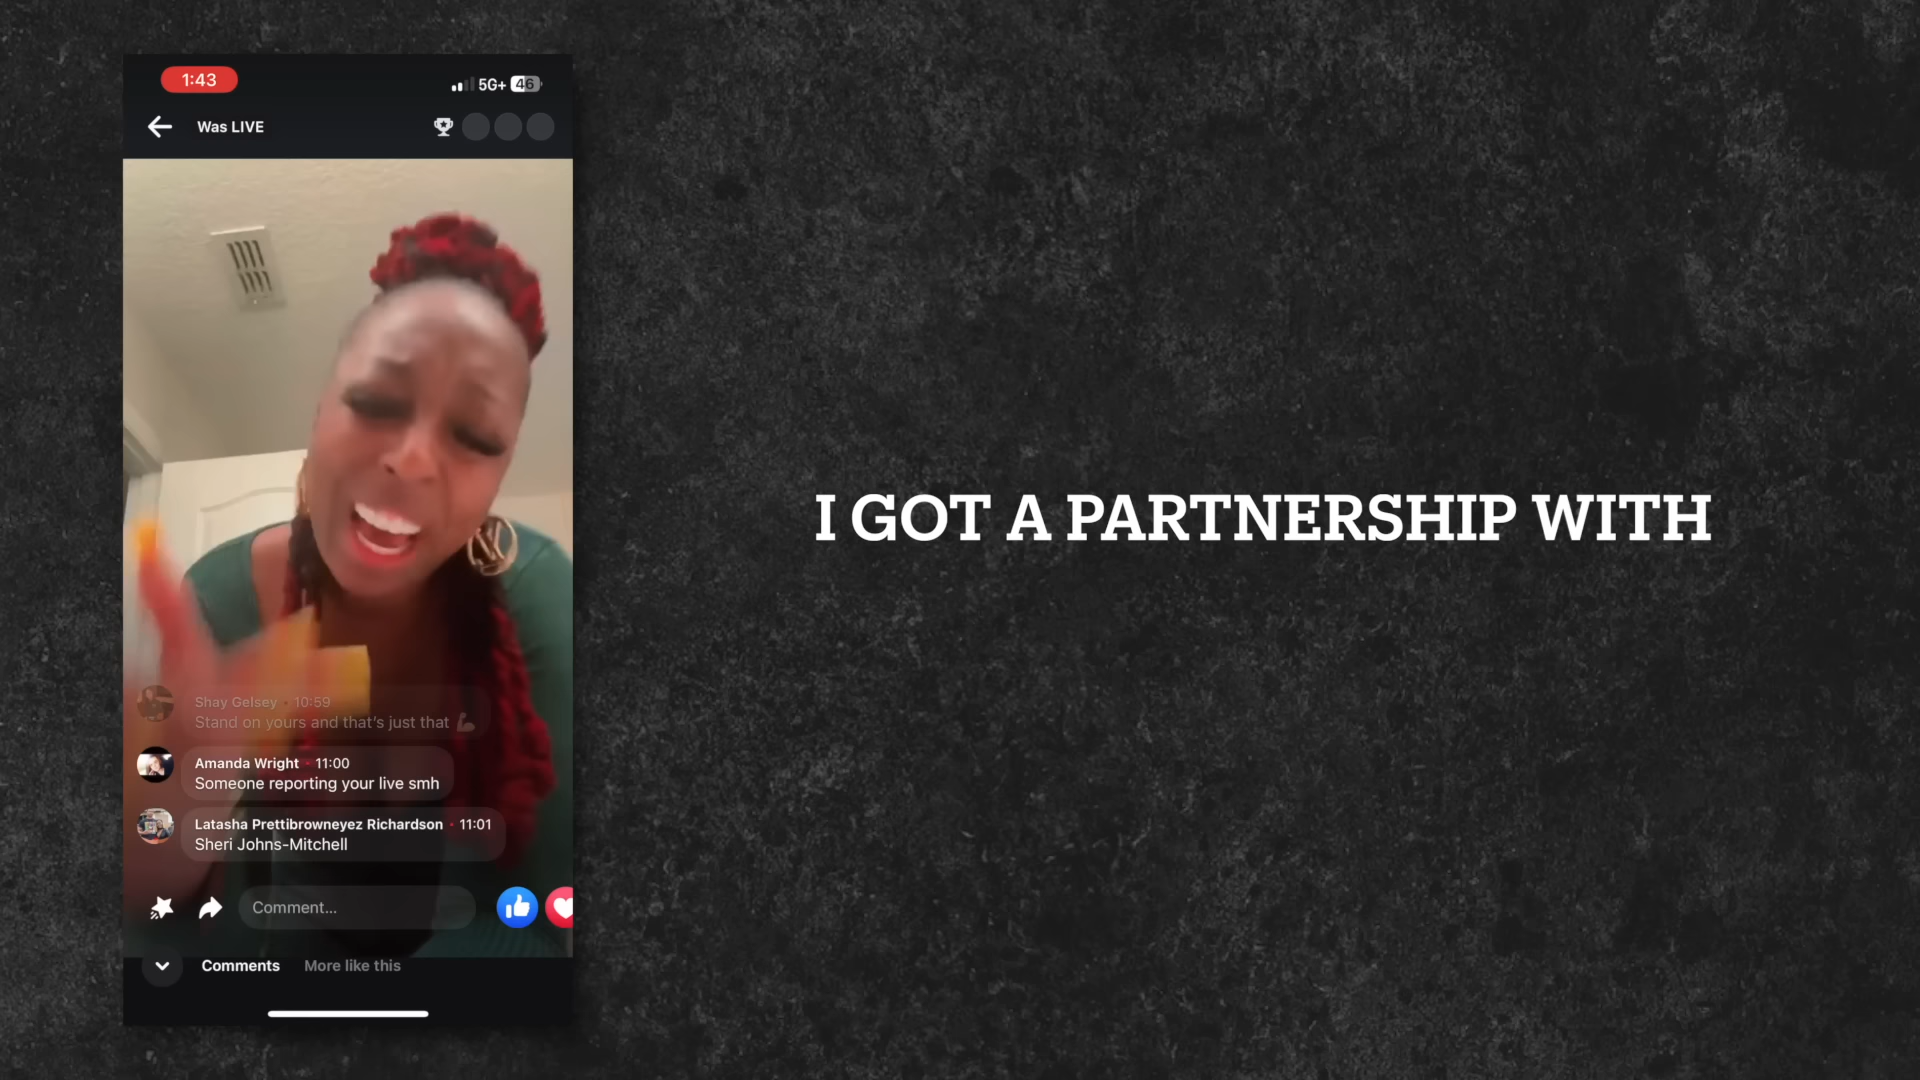 1:43
5G+ 46
Was LIVE
Shay Gelsey · 10:59
Stand on yours and that's just that
Amanda Wright · 11:00
Someone reporting your live smh
Latasha Prettibrowneyez Richardson · 11:01
Sheri Johns-Mitchell
Comment...
Comments More like this
I GOT A PARTNERSHIP WITH